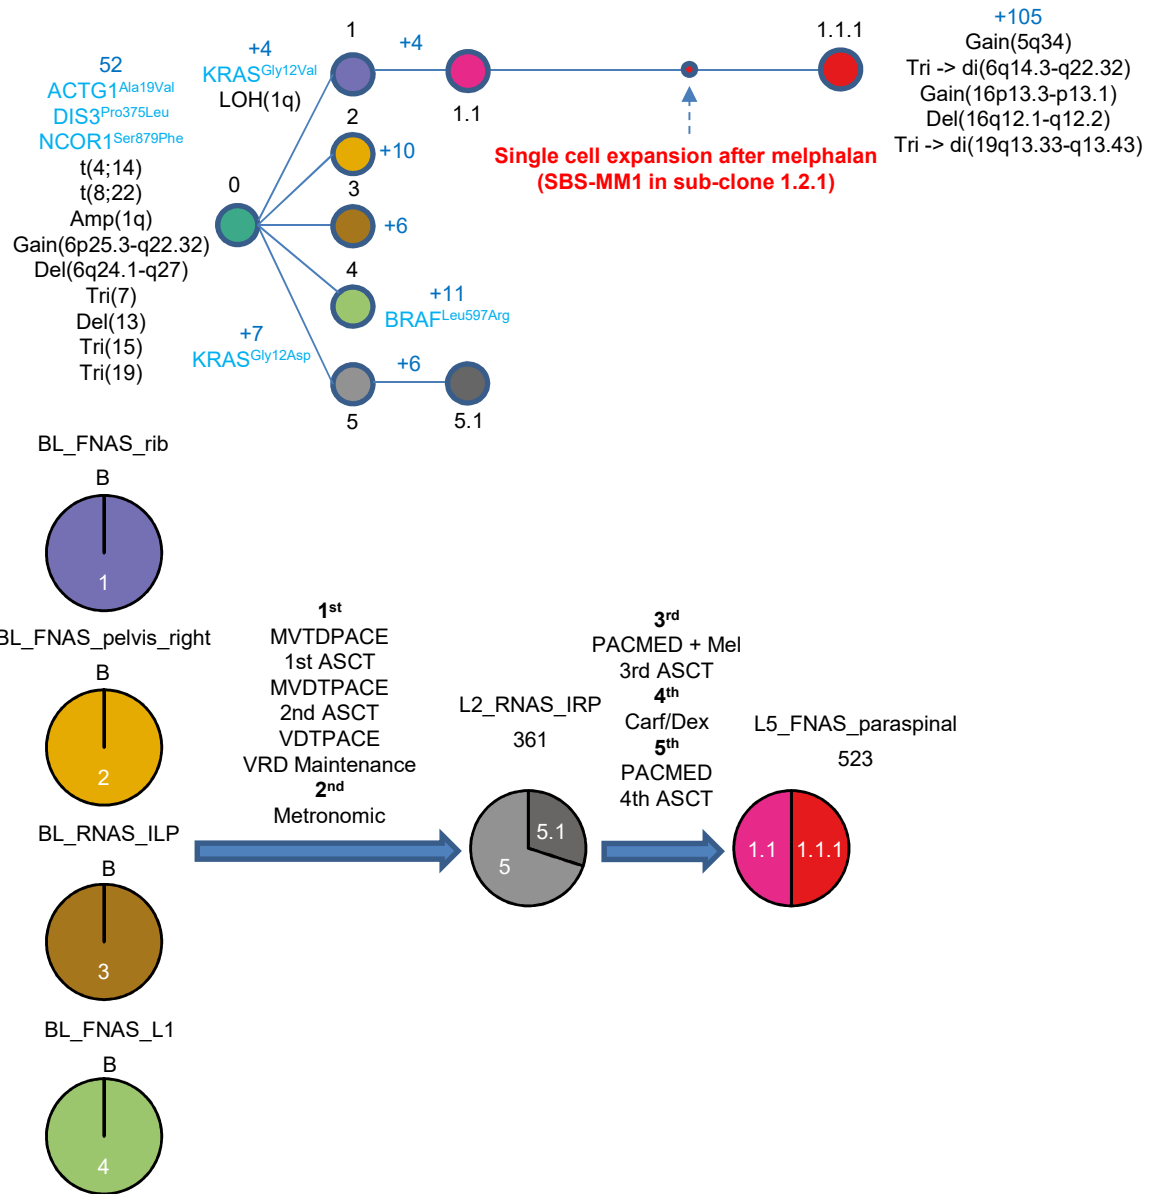 52
ACTG1Ala19Val
DIS3Pro375Leu
NCOR1Ser879Phe
t(4;14)
t(8;22)
Amp(1q)
Gain(6p25.3-q22.32)
Del(6q24.1-q27)
Tri(7)
Del(13)
Tri(15)
Tri(19)
0
+4
KRASGly12Val
LOH(1q)
1
+4
1.1
1.1.1
+105
Gain(5q34)
Tri -> di(6q14.3-q22.32)
Gain(16p13.3-p13.1)
Del(16q12.1-q12.2)
Tri -> di(19q13.33-q13.43)
Single cell expansion after melphalan
(SBS-MM1 in sub-clone 1.2.1)
2
+10
3
+6
4
+11
BRAFLeu597Arg
+7
KRASGly12Asp
5
+6
5.1
BL_FNAS_rib
B
1
BL_FNAS_pelvis_right
B
2
BL_RNAS_ILP
B
3
BL_FNAS_L1
B
4
1st
MVTDPACE
1st ASCT
MVDTPACE
2nd ASCT
VDTPACE
VRD Maintenance
2nd
Metronomic
L2_RNAS_IRP
361
5.1
5
3rd
PACMED + Mel
3rd ASCT
4th
Carf/Dex
5th
PACMED
4th ASCT
L5_FNAS_paraspinal
523
1.1
1.1.1